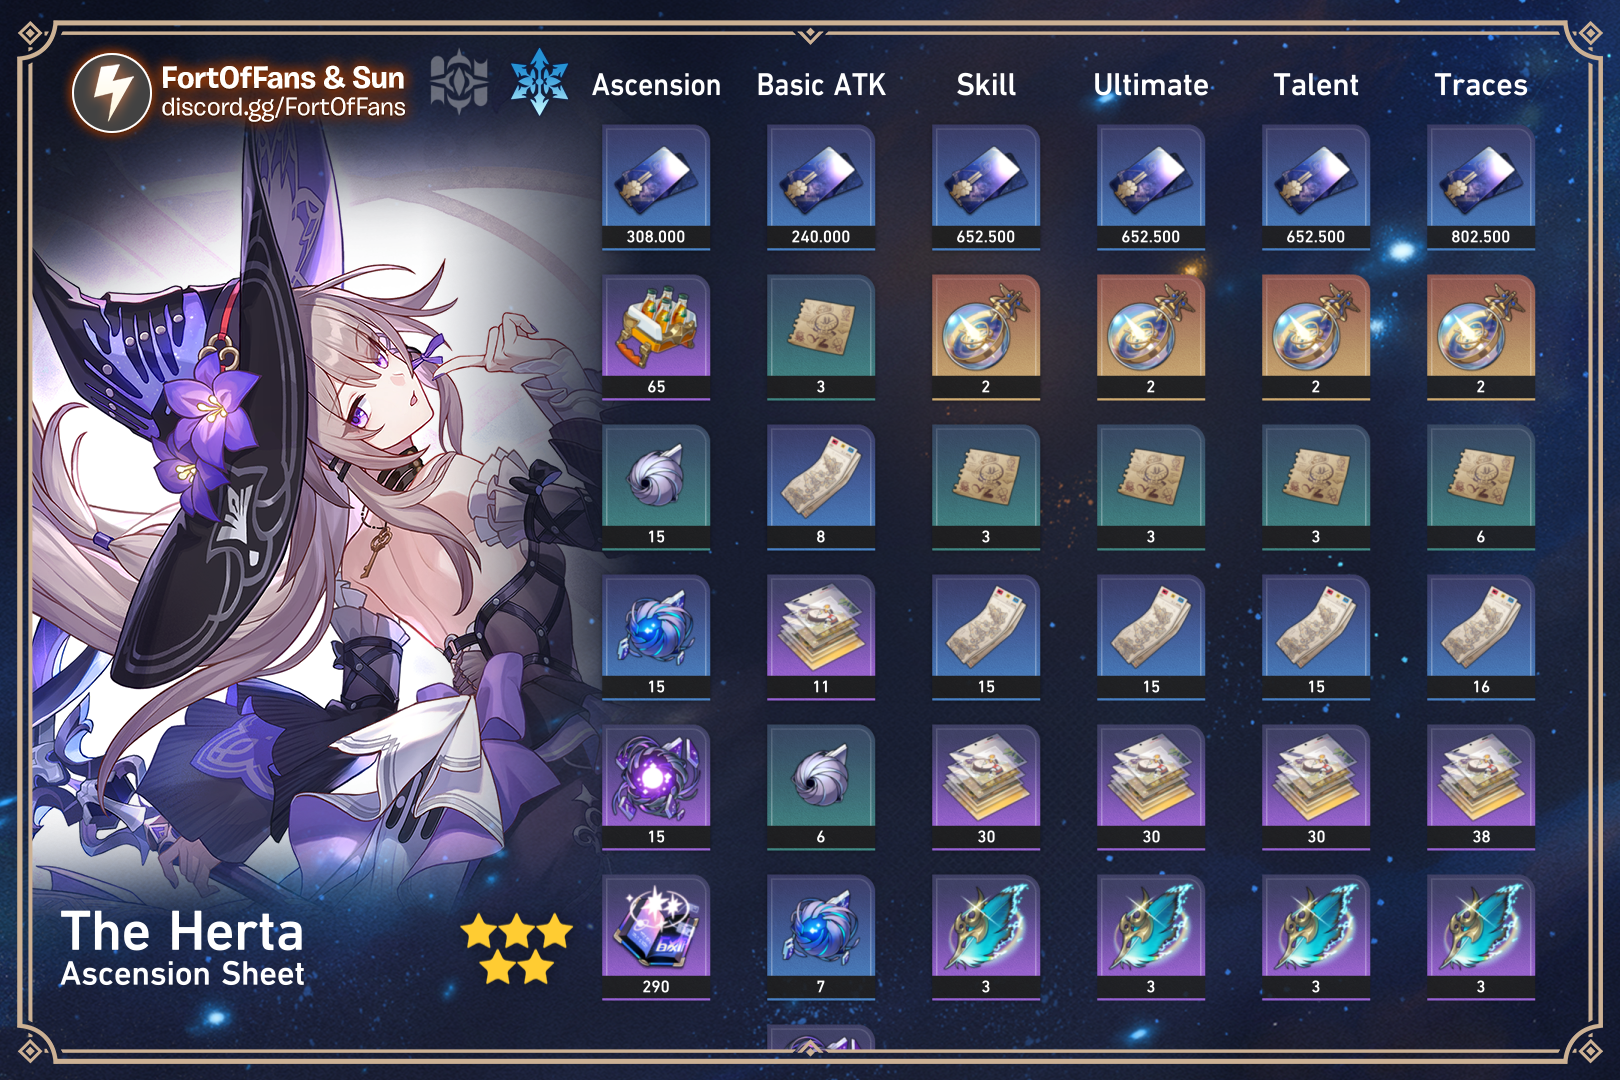 FortOfFans & Sun
discord.gg/FortOfFans
Ascension Basic ATK Skill Ultimate Talent Traces
308.000 240.000 652.500 652.500 652.500 802.500
65 3 2 2 2 2
15 8 3 3 3 6
15 11 15 15 15 16
15 6 30 30 30 38
290 7 3 3 3 3
The Herta
Ascension Sheet